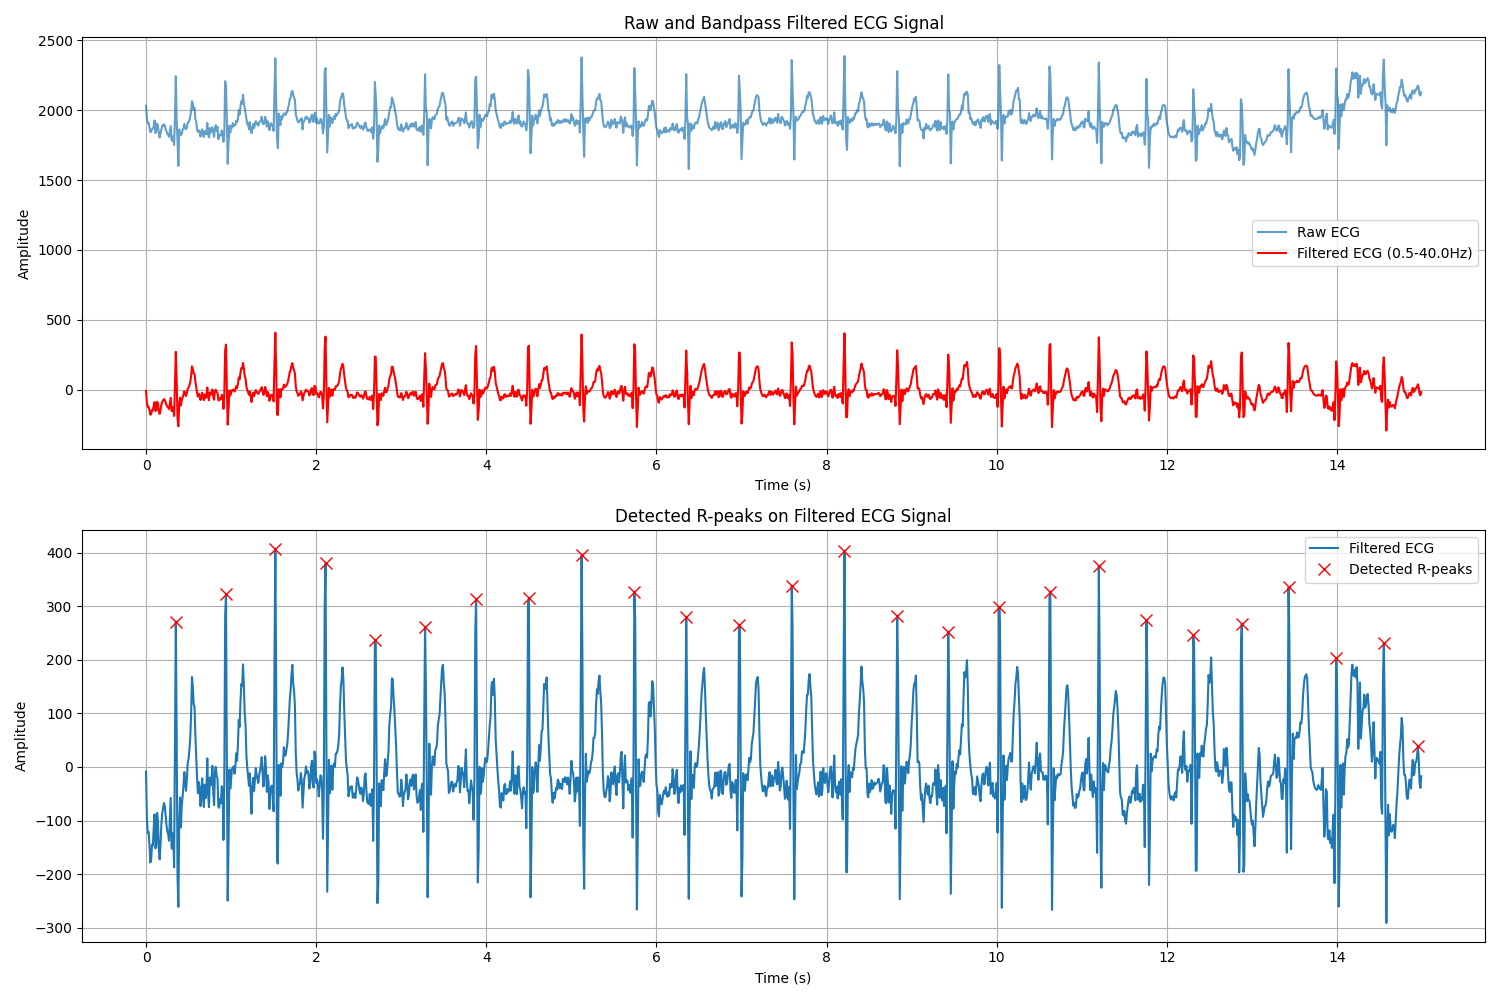 Raw and Bandpass Filtered ECG Signal
2500
2000
1500
1000
500
0
Amplitude
Raw ECG
Filtered ECG (0.5-40.0Hz)
0 2 4 6 8 10 12 14
Time (s)
Detected R-peaks on Filtered ECG Signal
400
300
200
100
0
−100
−200
−300
Amplitude
Filtered ECG
Detected R-peaks
0 2 4 6 8 10 12 14
Time (s)